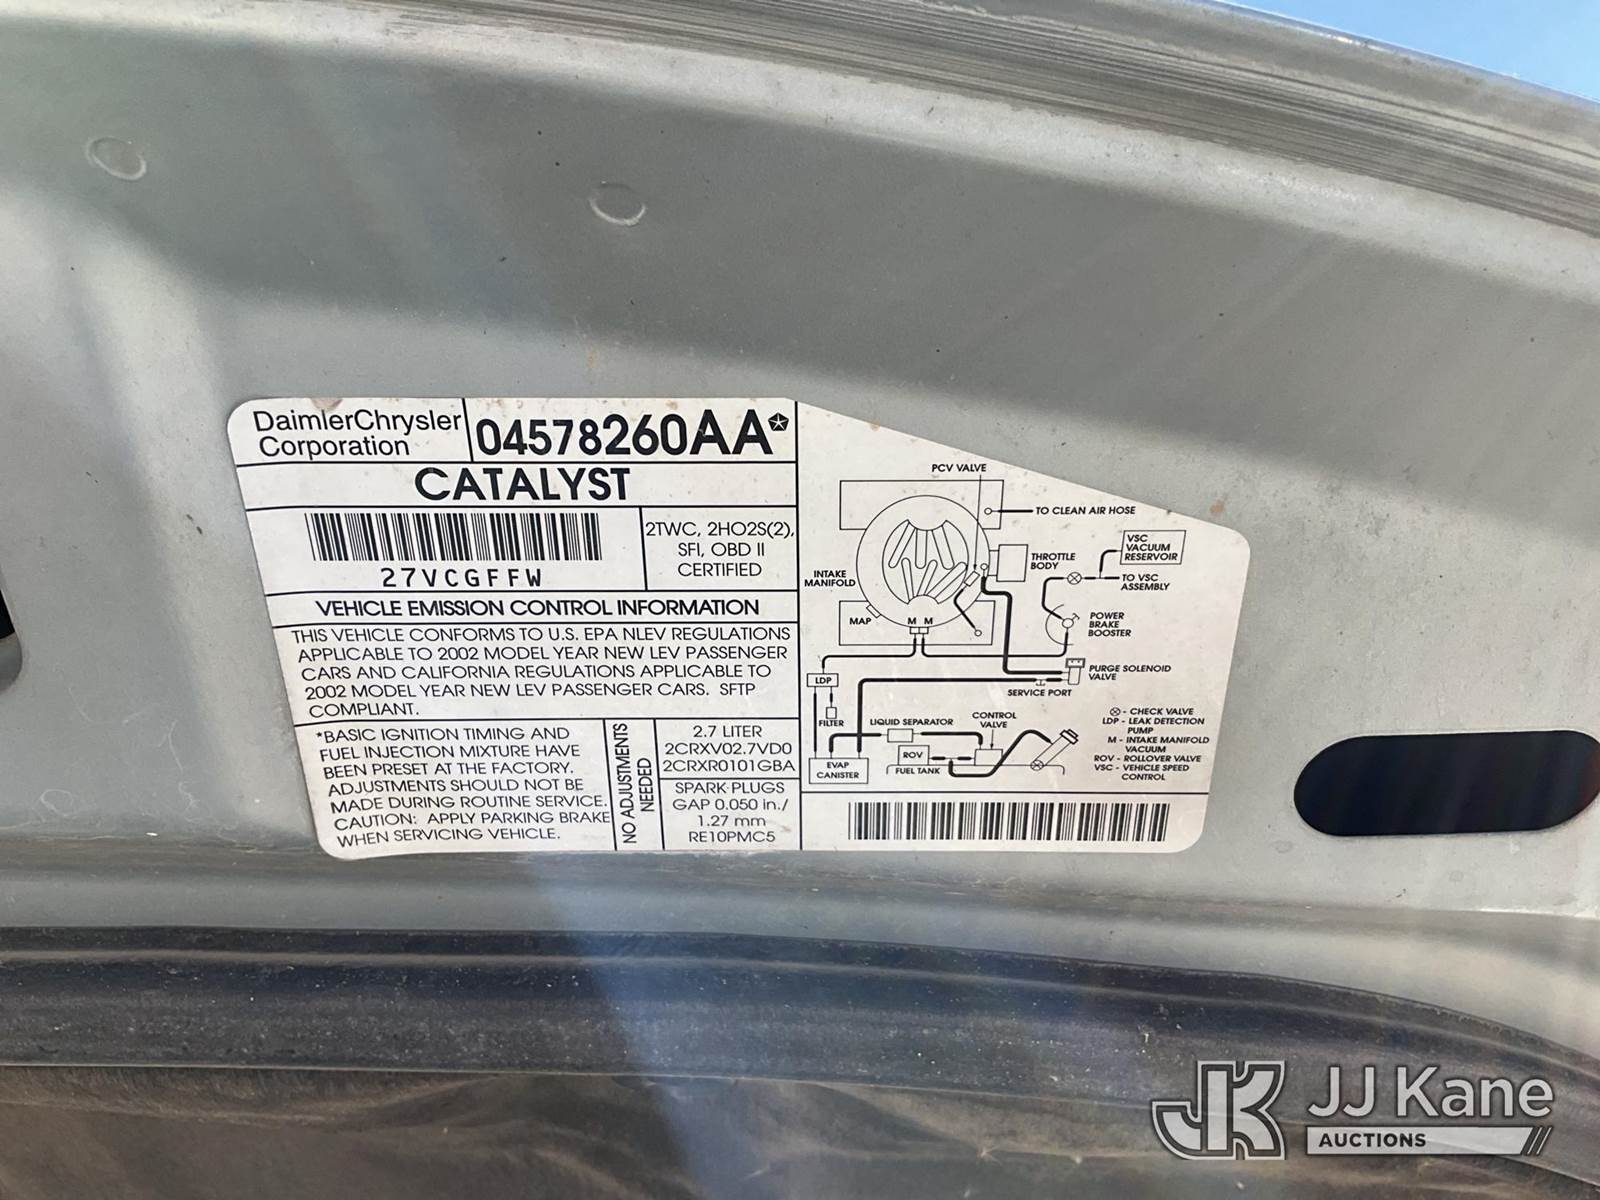 DaimlerChrysler
Corporation
04578260AA*
CATALYST
27VCGFFW
2TWC, 2HO2S(2),
SFI, OBD II
CERTIFIED
VEHICLE EMISSION CONTROL INFORMATION
THIS VEHICLE CONFORMS TO U.S. EPA NLEV REGULATIONS
APPLICABLE TO 2002 MODEL YEAR NEW LEV PASSENGER
CARS AND CALIFORNIA REGULATIONS APPLICABLE TO
2002 MODEL YEAR NEW LEV PASSENGER CARS. SFTP
COMPLIANT.
*BASIC IGNITION TIMING AND
FUEL INJECTION MIXTURE HAVE
BEEN PRESET AT THE FACTORY.
ADJUSTMENTS SHOULD NOT BE
MADE DURING ROUTINE SERVICE.
CAUTION: APPLY PARKING BRAKE
WHEN SERVICING VEHICLE.
NO ADJUSTMENTS
NEEDED
2.7 LITER
2CRXV02.7VD0
2CRXR0101GBA
SPARK PLUGS
GAP 0.050 in./
1.27 mm
RE10PMC5
PCV VALVE
TO CLEAN AIR HOSE
VSC
VACUUM
RESERVOIR
THROTTLE
BODY
INTAKE
MANIFOLD
TO VSC
ASSEMBLY
MAP
M M
POWER
BRAKE
BOOSTER
PURGE SOLENOID
VALVE
LDP
SERVICE PORT
FILTER
LIQUID SEPARATOR
CONTROL
VALVE
ROV
FUEL TANK
EVAP
CANISTER
⊗ - CHECK VALVE
LDP - LEAK DETECTION
PUMP
M - INTAKE MANIFOLD
VACUUM
ROV - ROLLOVER VALVE
VSC - VEHICLE SPEED
CONTROL
JK
JJ Kane
AUCTIONS